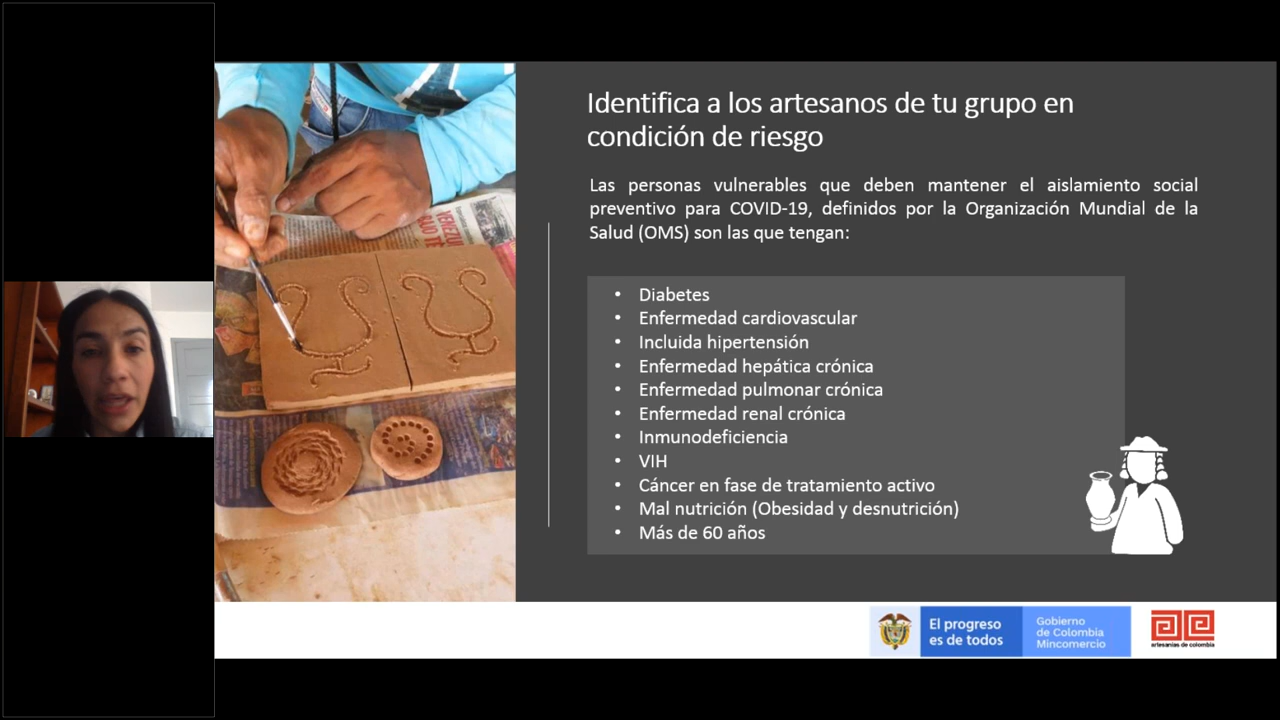 Identifica a los artesanos de tu grupo en
condición de riesgo
Las personas vulnerables que deben mantener el aislamiento social
preventivo para COVID-19, definidos por la Organización Mundial de la
Salud (OMS) son las que tengan:
• Diabetes
• Enfermedad cardiovascular
• Incluida hipertensión
• Enfermedad hepática crónica
• Enfermedad pulmonar crónica
• Enfermedad renal crónica
• Inmunodeficiencia
• VIH
• Cáncer en fase de tratamiento activo
• Mal nutrición (Obesidad y desnutrición)
• Más de 60 años
El progreso
es de todos
Gobierno
de Colombia
Mincomercio
artesanías de colombia